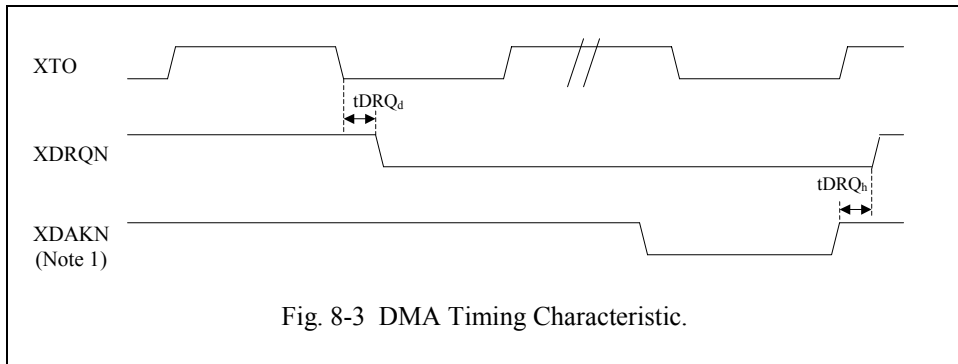 XTO
tDRQd
XDRQN
tDRQh
XDAKN
(Note 1)
Fig. 8-3 DMA Timing Characteristic.